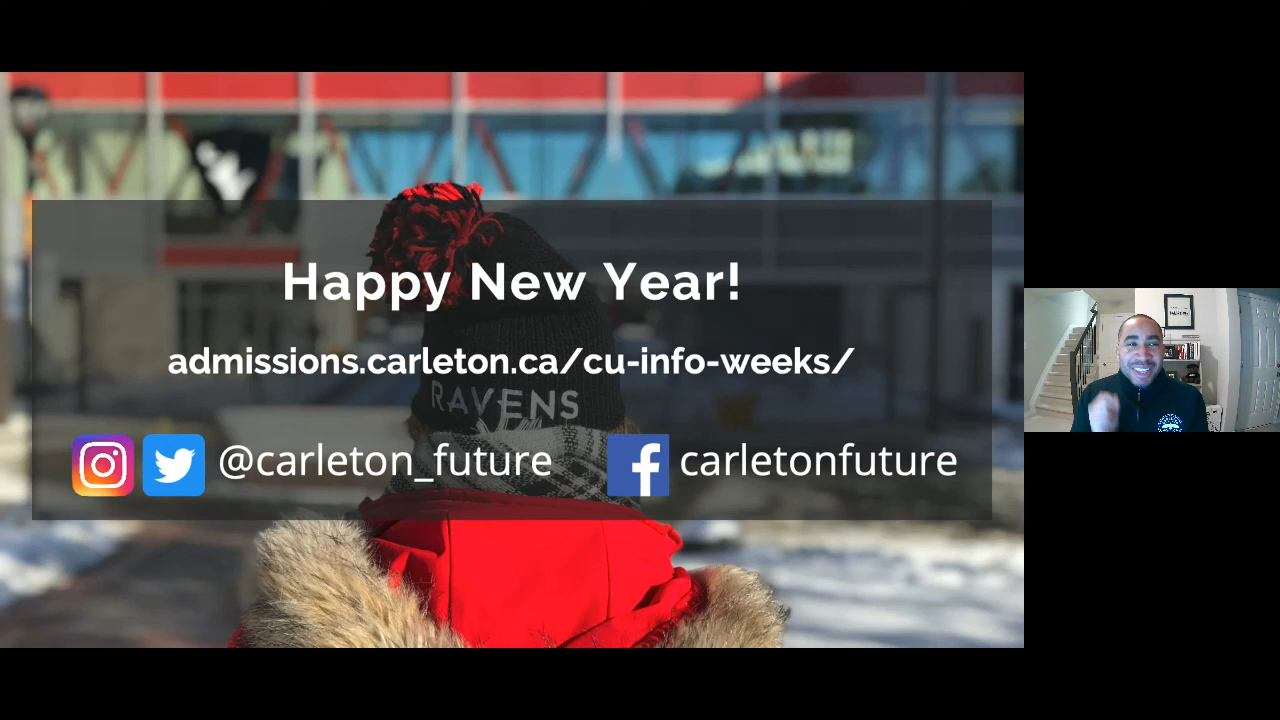 Happy New Year!
admissions.carleton.ca/cu-info-weeks/
RAVENS
@carleton_future
carletonfuture